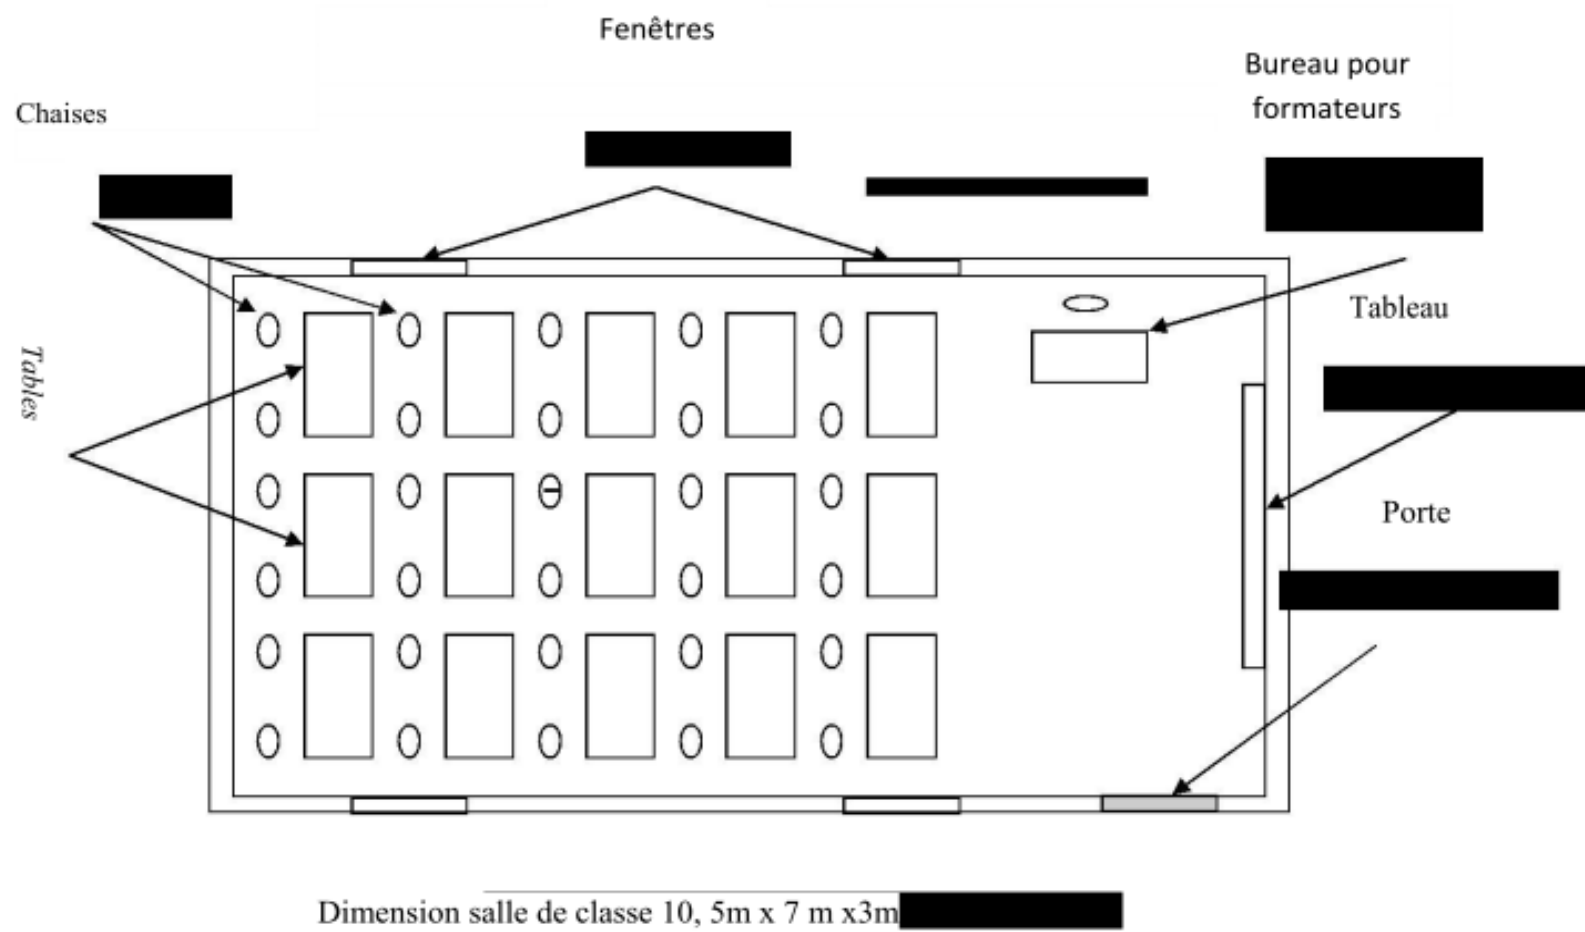 Fenêtres
Bureau pour
formateurs
Chaises
Tableau
Tables
Porte
Dimension salle de classe 10, 5m x 7 m x3m